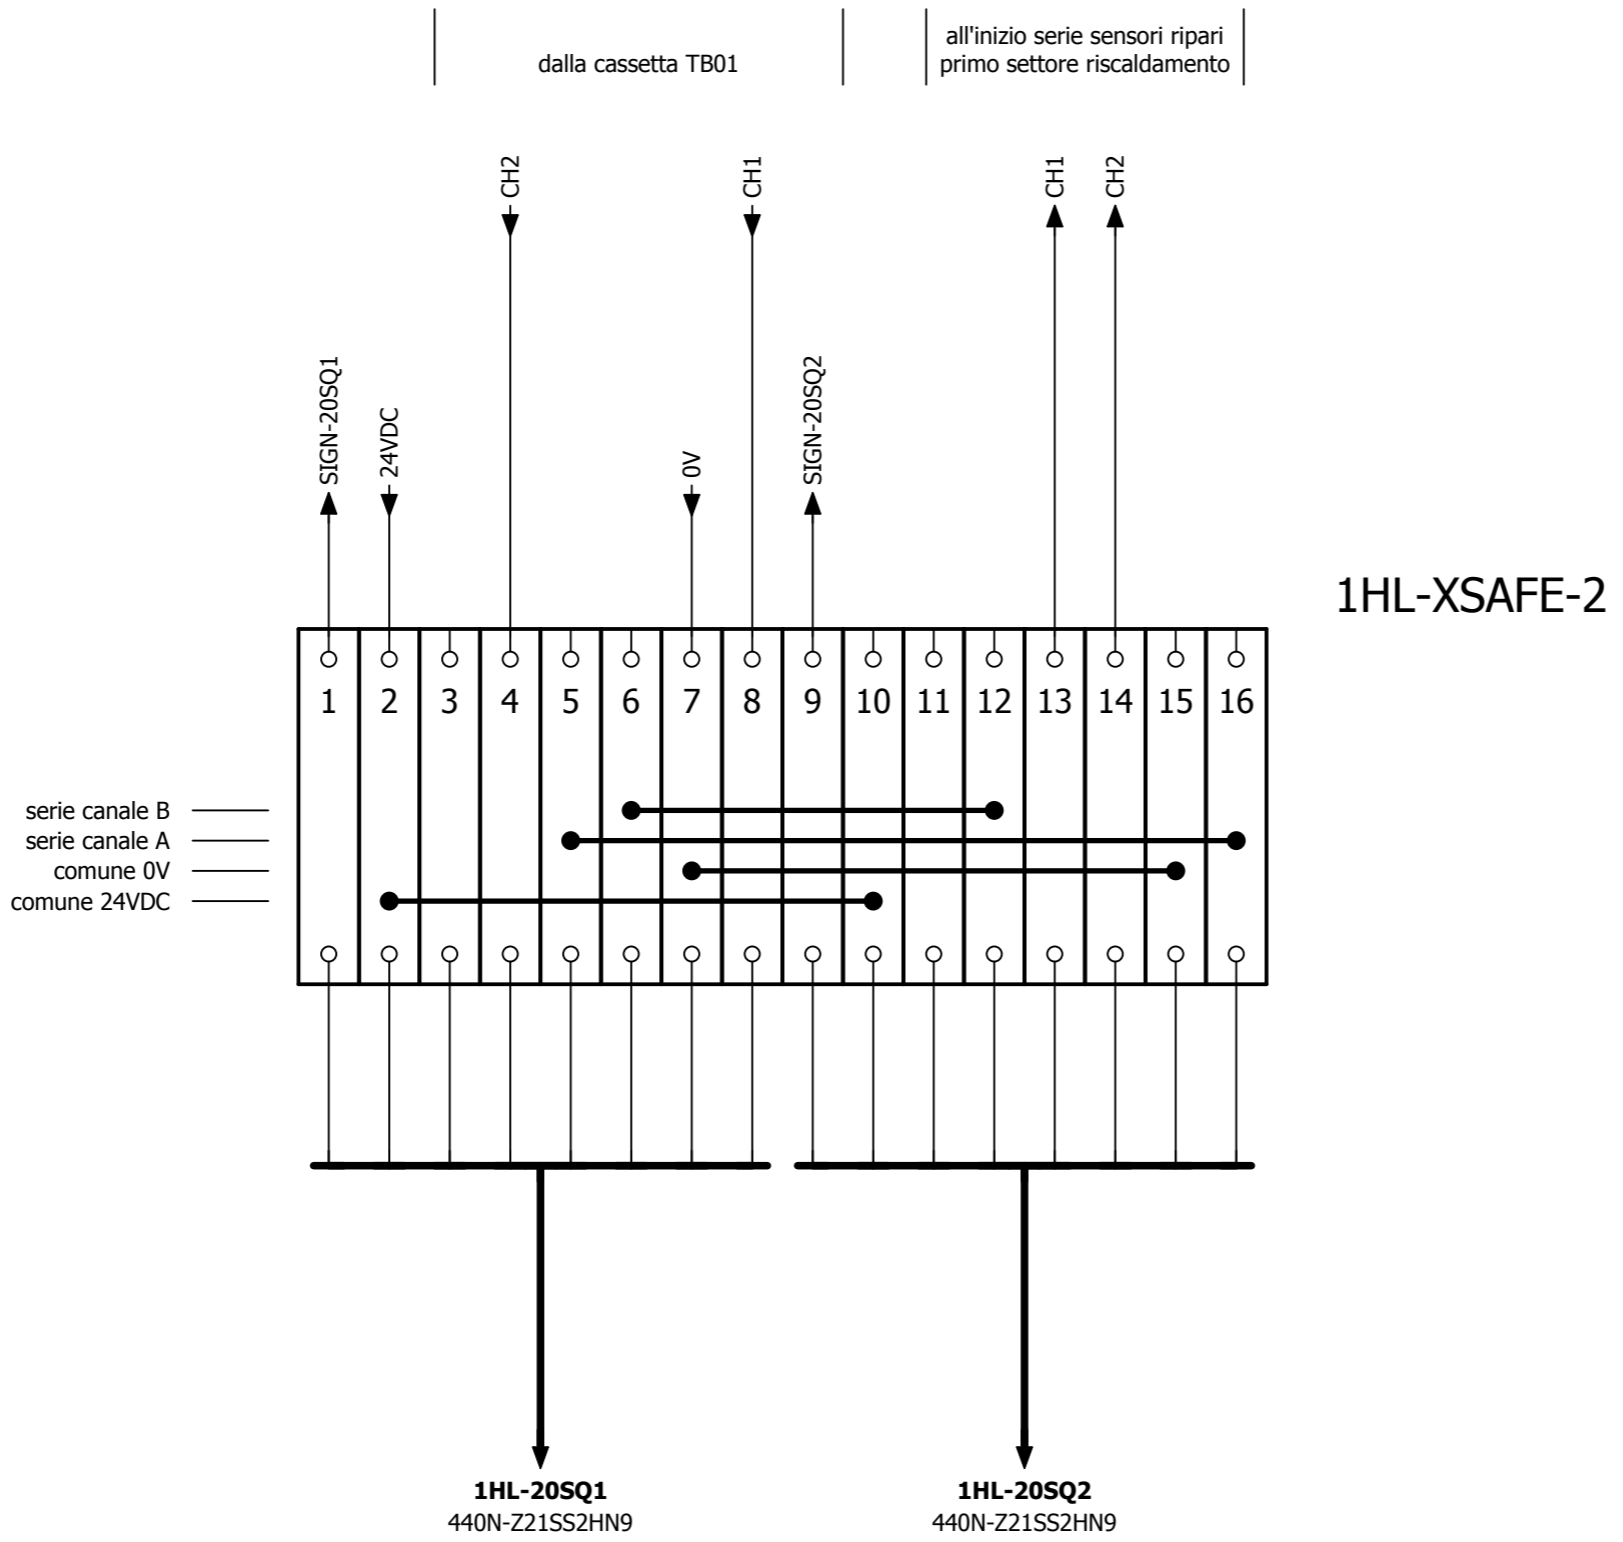 dalla cassetta TB01
all'inizio serie sensori ripari
primo settore riscaldamento
CH2
CH1
CH1
CH2
SIGN-20SQ1
24VDC
0V
SIGN-20SQ2
1HL-XSAFE-2
1 2 3 4 5 6 7 8 9 10 11 12 13 14 15 16
serie canale B
serie canale A
comune 0V
comune 24VDC
1HL-20SQ1
440N-Z21SS2HN9
1HL-20SQ2
440N-Z21SS2HN9